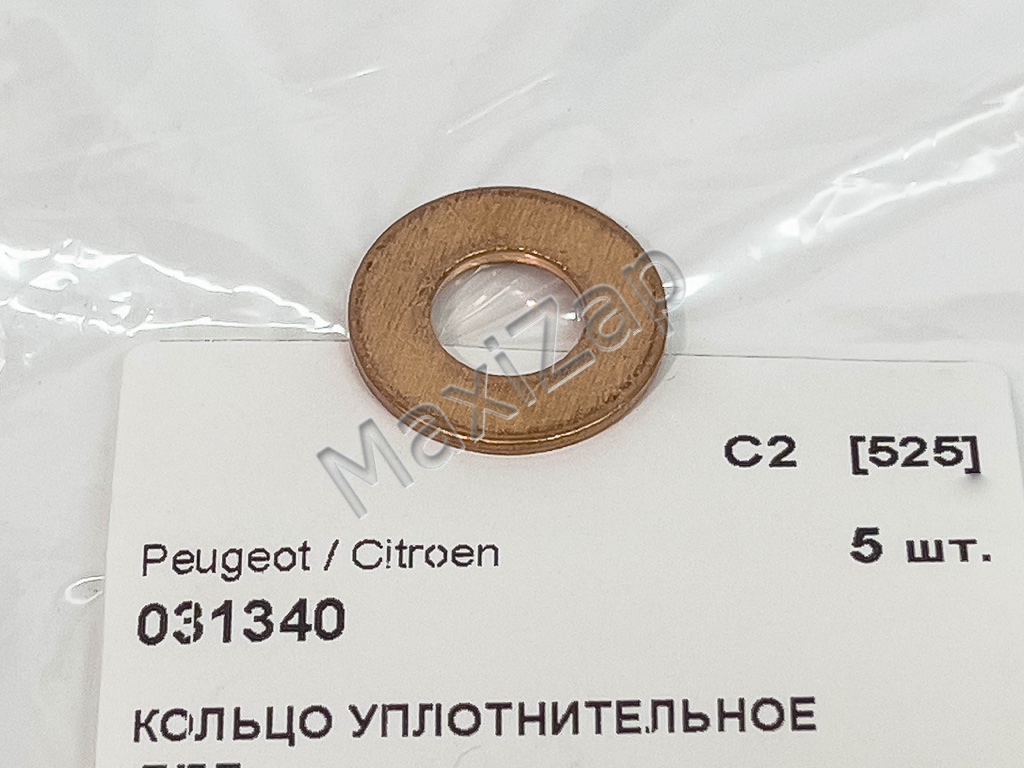 MaxiZap
C2 [525]
Peugeot / Citroen 5 шт.
031340
КОЛЬЦО УПЛОТНИТЕЛЬНОЕ